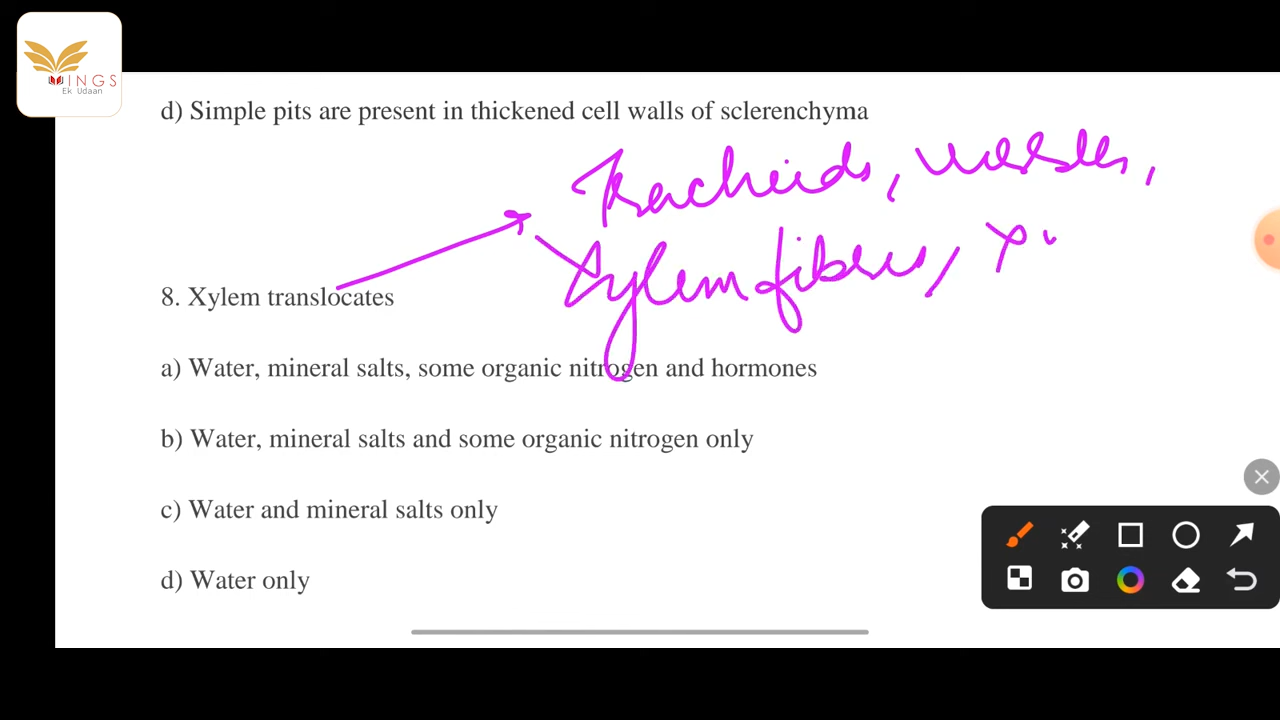 WINGS
Ek Udaan
d) Simple pits are present in thickened cell walls of sclerenchyma
Tracheids, vessels,
Xylem fibers, X
8. Xylem translocates
a) Water, mineral salts, some organic nitrogen and hormones
b) Water, mineral salts and some organic nitrogen only
c) Water and mineral salts only
d) Water only